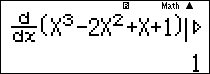 R Math ▲
d/dx(X³-2X²+X+1)|▷
1